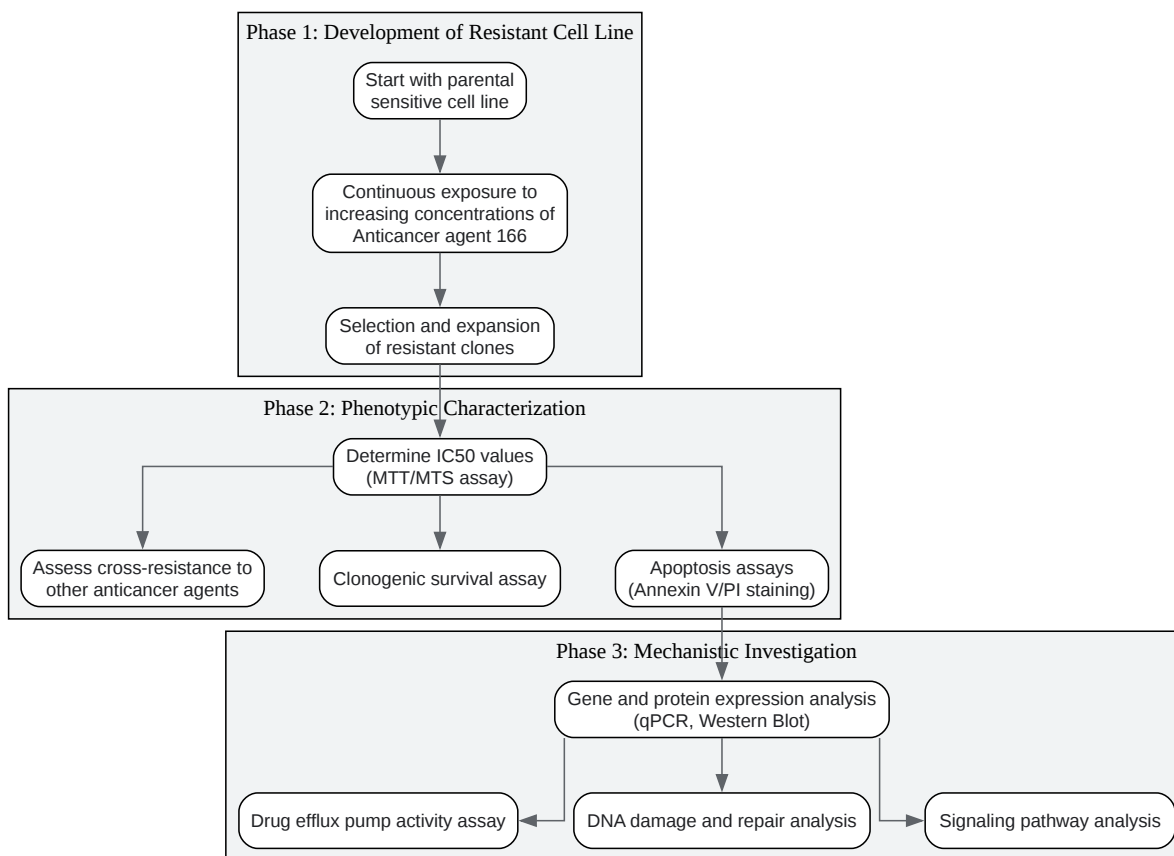 Phase 1: Development of Resistant Cell Line
Start with parental
sensitive cell line
Continuous exposure to
increasing concentrations of
Anticancer agent 166
Selection and expansion
of resistant clones
Phase 2: Phenotypic Characterization
Determine IC50 values
(MTT/MTS assay)
Assess cross-resistance to
other anticancer agents
Clonogenic survival assay
Apoptosis assays
(Annexin V/PI staining)
Phase 3: Mechanistic Investigation
Gene and protein expression analysis
(qPCR, Western Blot)
Drug efflux pump activity assay
DNA damage and repair analysis
Signaling pathway analysis